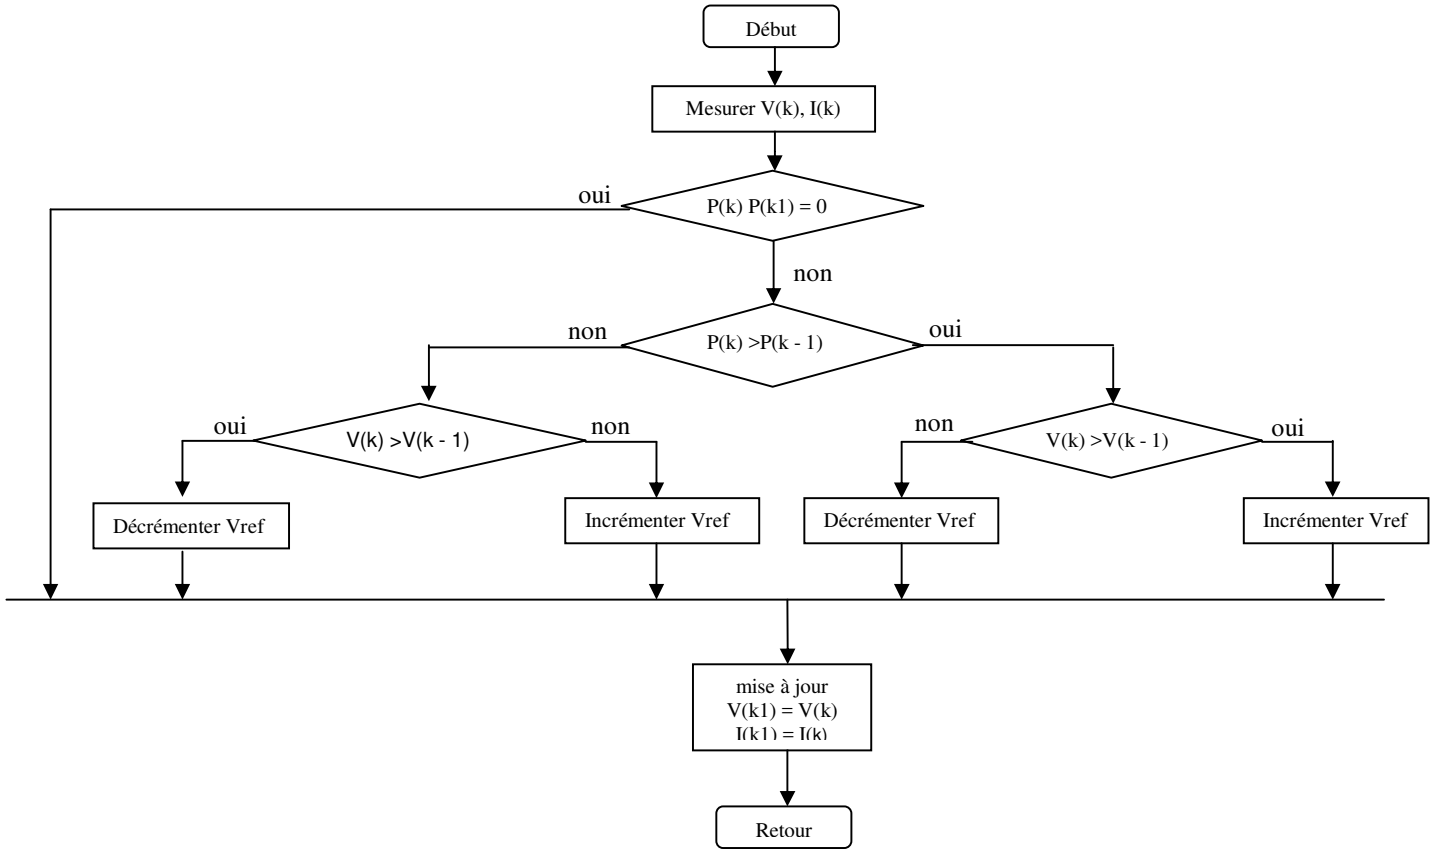 Début
Mesurer V(k), I(k)
oui
P(k) P(k1) = 0
non
non
P(k) >P(k - 1)
oui
oui
V(k) >V(k - 1)
non
non
V(k) >V(k - 1)
oui
Décrémenter Vref
Incrémenter Vref
Décrémenter Vref
Incrémenter Vref
mise à jour
V(k1) = V(k)
I(k1) = I(k)
Retour